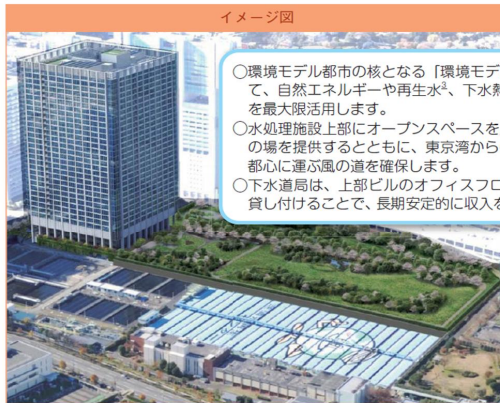 イメージ図
○環境モデル都市の核となる「環境モデ
て、自然エネルギーや再生水²、下水熱
を最大限活用します。
○水処理施設上部にオープンスペースを
の場を提供するとともに、東京湾から
都心に運ぶ風の道を確保します。
○下水道局は、上部ビルのオフィスフロ
貸し付けることで、長期安定的に収入を